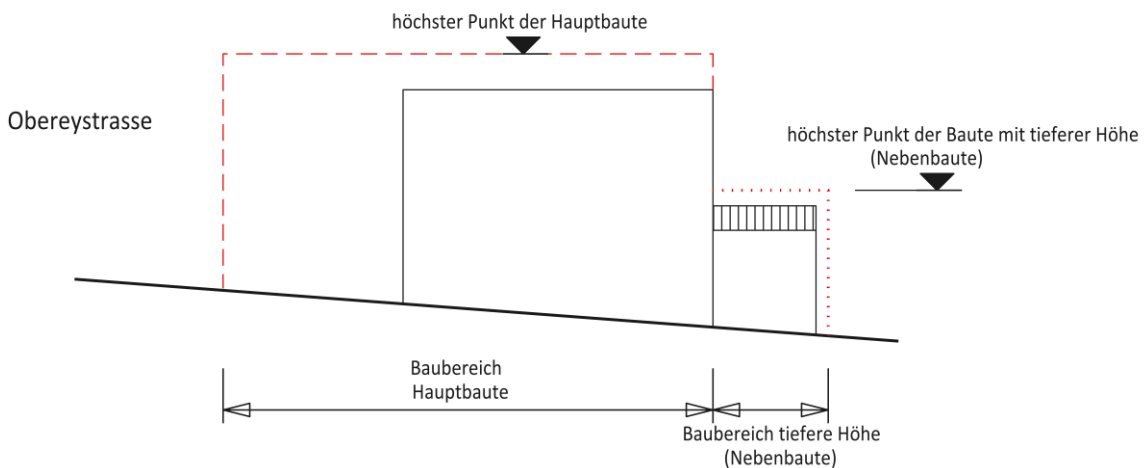 höchster Punkt der Hauptbaute
Obereystrasse
höchster Punkt der Baute mit tieferer Höhe
(Nebenbaute)
Baubereich
Hauptbaute
Baubereich tiefere Höhe
(Nebenbaute)